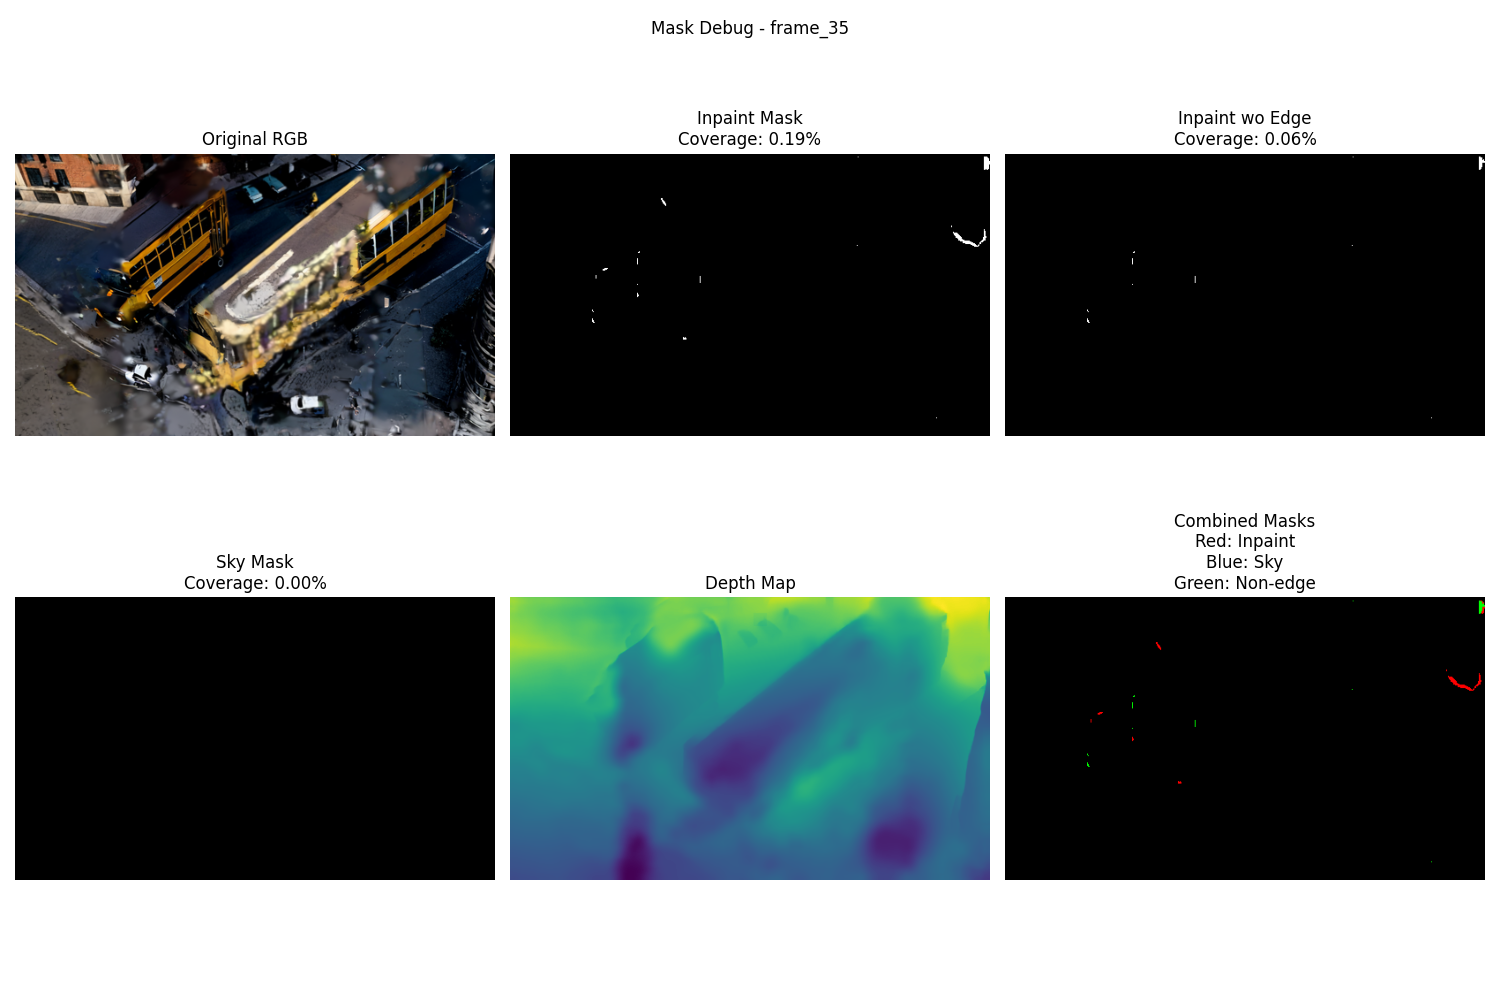 Mask Debug - frame_35
Original RGB
Inpaint Mask
Coverage: 0.19%
Inpaint wo Edge
Coverage: 0.06%
Sky Mask
Coverage: 0.00%
Depth Map
Combined Masks
Red: Inpaint
Blue: Sky
Green: Non-edge